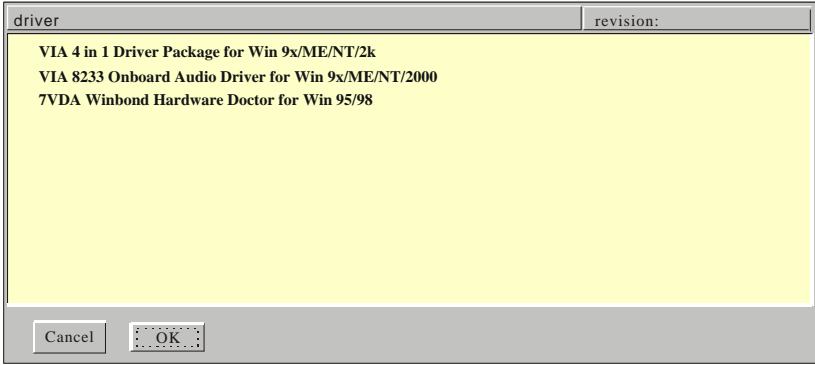 driver revision:
VIA 4 in 1 Driver Package for Win 9x/ME/NT/2k
VIA 8233 Onboard Audio Driver for Win 9x/ME/NT/2000
7VDA Winbond Hardware Doctor for Win 95/98
Cancel OK